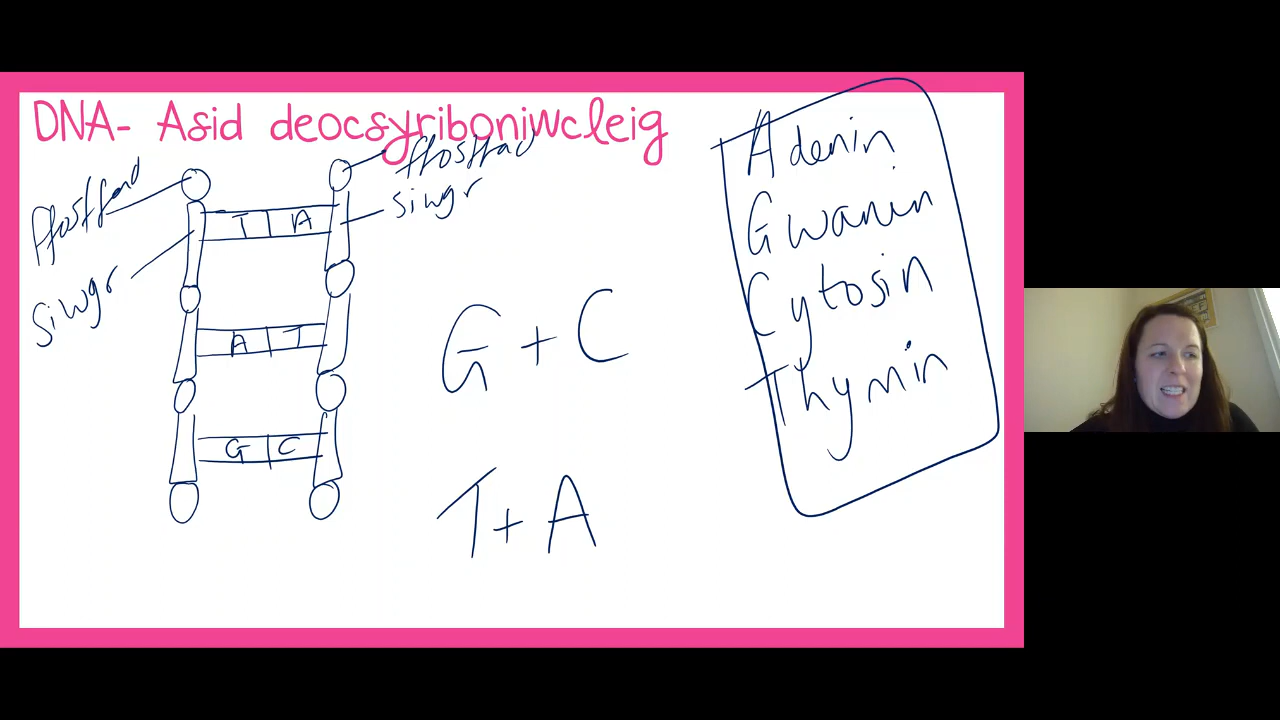 DNA- Asid deocsyriboniwcleig
Ffosffad
siwgr
Ffosffad
siwgr
T A
A T
G C
G + C
T + A
Adenin
Gwanin
Cytosin
Thymin